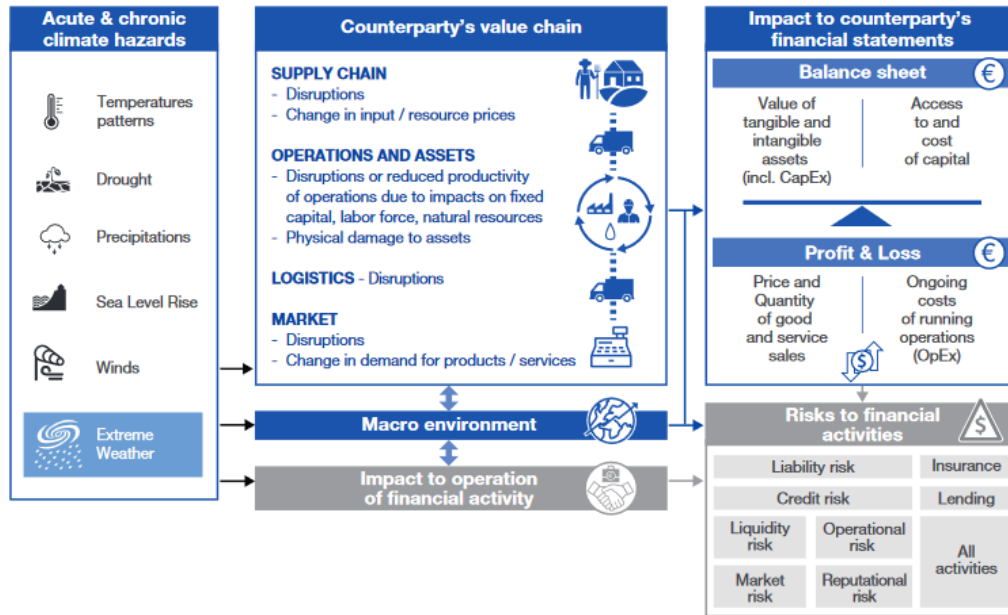 Acute & chronic
climate hazards
Temperatures
patterns
Drought
Precipitations
Sea Level Rise
Winds
Extreme
Weather
Counterparty's value chain
SUPPLY CHAIN
- Disruptions
- Change in input / resource prices
OPERATIONS AND ASSETS
- Disruptions or reduced productivity
of operations due to impacts on fixed
capital, labor force, natural resources
- Physical damage to assets
LOGISTICS - Disruptions
MARKET
- Disruptions
- Change in demand for products / services
Macro environment
Impact to operation
of financial activity
Impact to counterparty's
financial statements
Balance sheet
€
Value of
tangible and
intangible
assets
(incl. CapEx)
Access
to and
cost
of capital
Profit & Loss
€
Price and
Quantity
of good
and service
sales
$
Ongoing
costs
of running
operations
(OpEx)
Risks to financial
activities
$
Liability risk
Insurance
Credit risk
Lending
Liquidity
risk
Operational
risk
Market
risk
Reputational
risk
All
activities